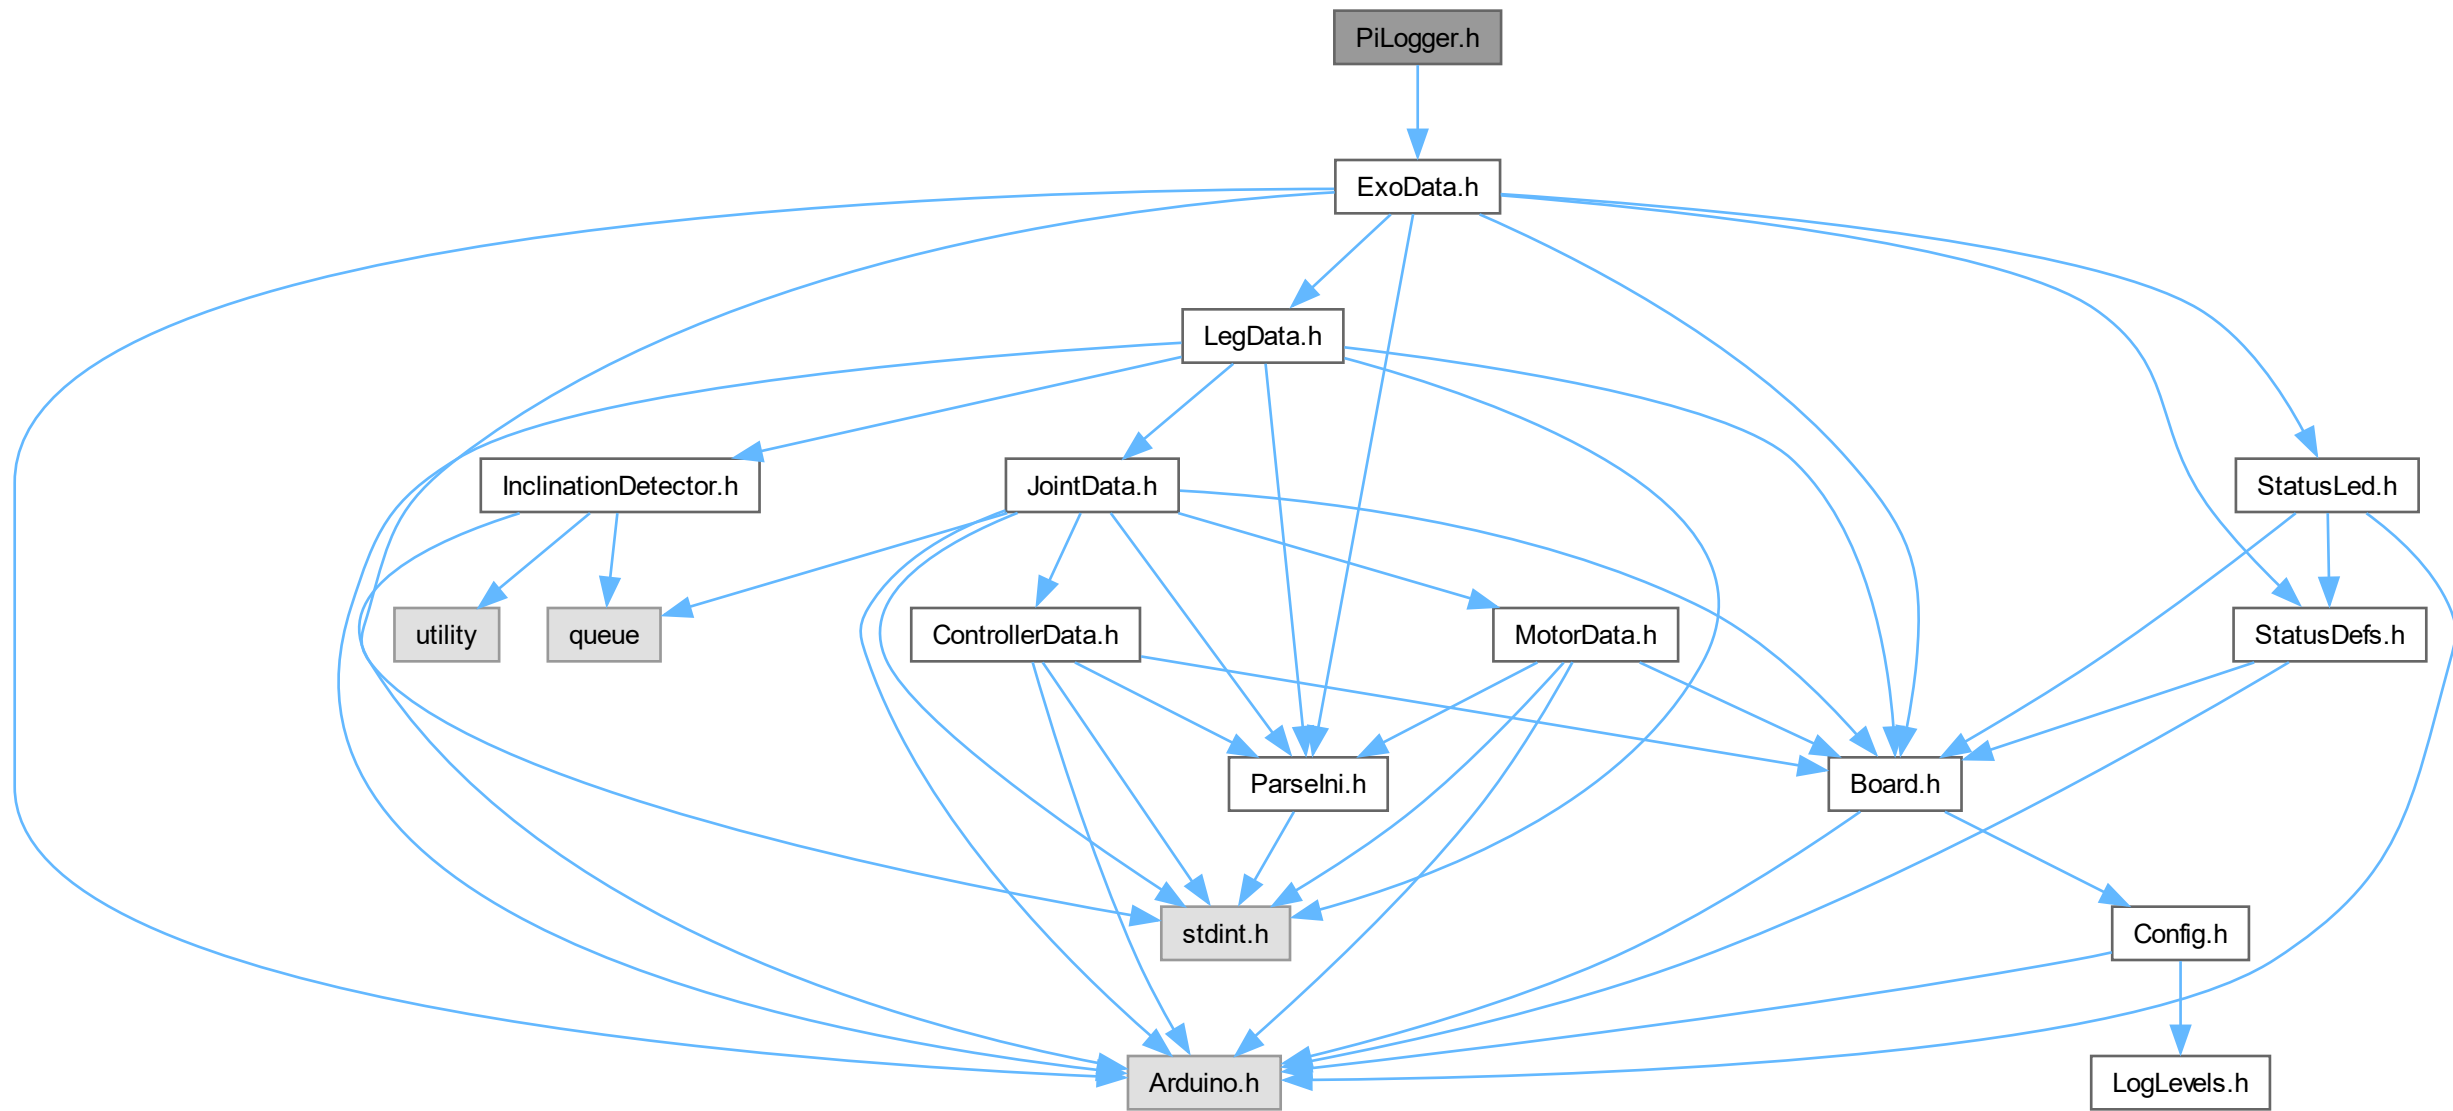 PiLogger.h
ExoData.h
LegData.h
InclinationDetector.h
JointData.h
StatusLed.h
utility
queue
ControllerData.h
MotorData.h
StatusDefs.h
ParseIni.h
Board.h
stdint.h
Config.h
Arduino.h
LogLevels.h